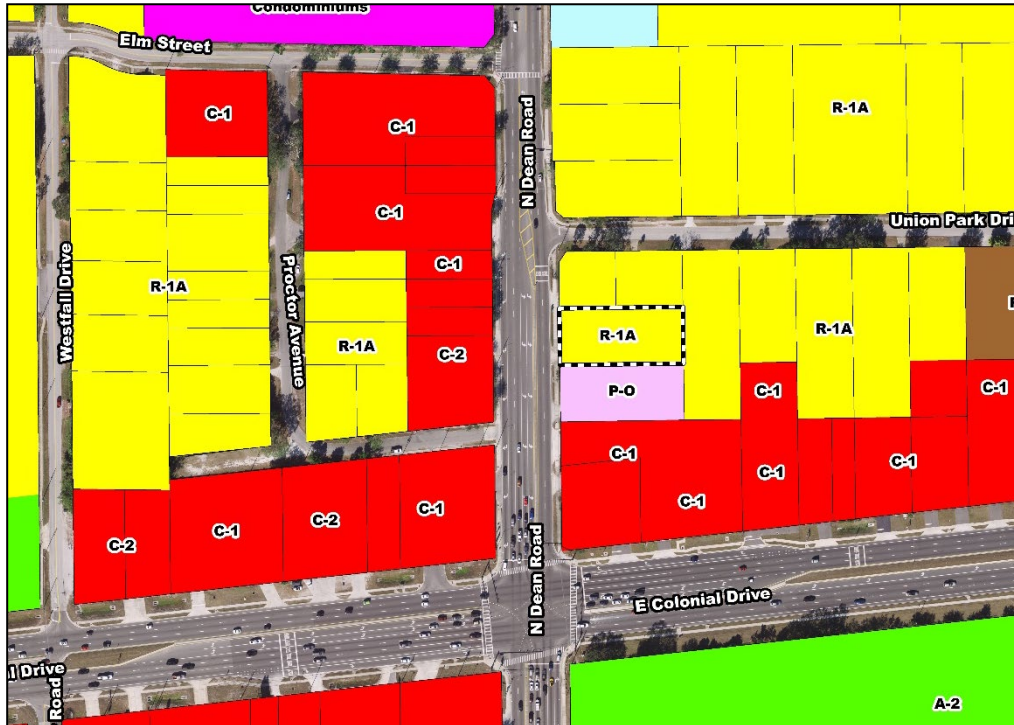 Condominiums
Elm Street
C-1
C-1
N Dean Road
R-1A
Union Park Dri
C-1
C-1
Westfall Drive
R-1A
Proctor Avenue
R-1A
C-2
R-1A
R-1A
P-O
C-1
C-1
C-1
C-1
C-1
C-1
C-2
C-1
C-2
C-1
N Dean Road
E Colonial Drive
al Drive
Road
A-2